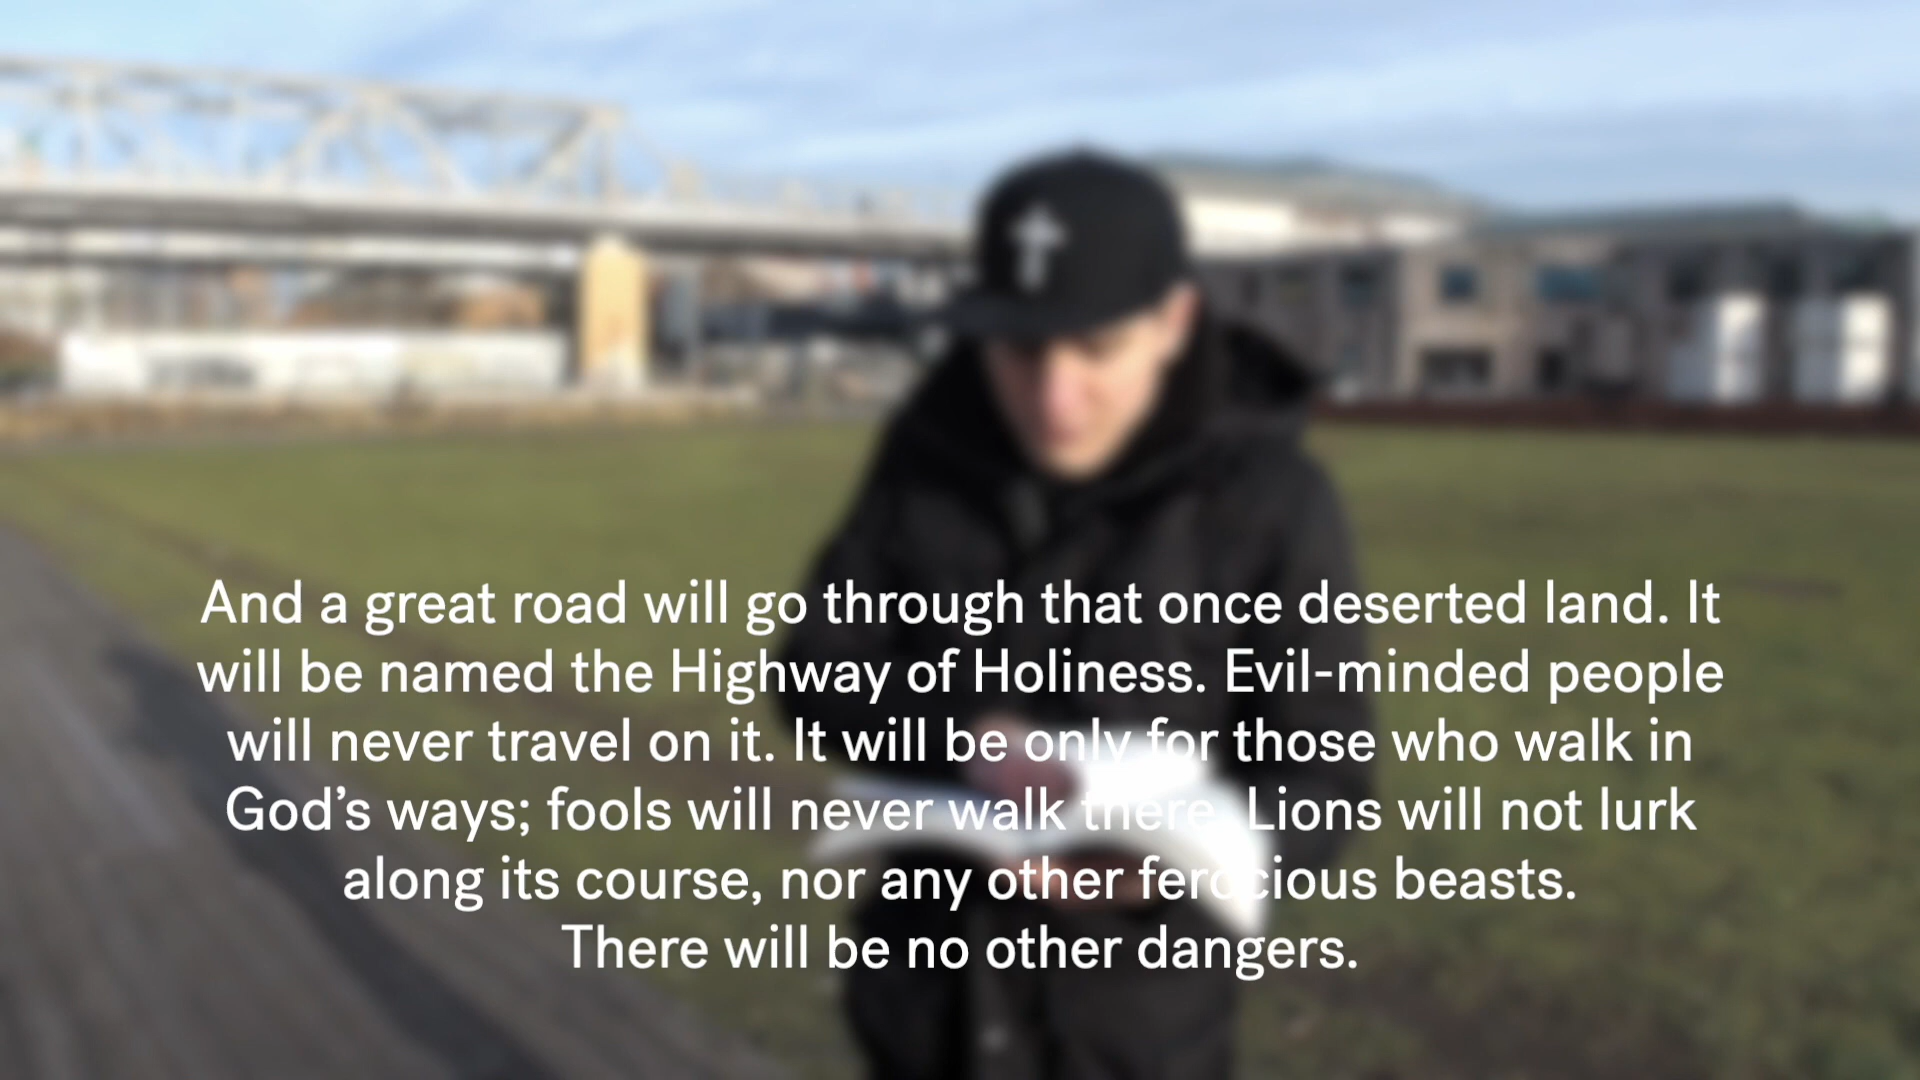 And a great road will go through that once deserted land. It
will be named the Highway of Holiness. Evil-minded people
will never travel on it. It will be only for those who walk in
God’s ways; fools will never walk there. Lions will not lurk
along its course, nor any other ferocious beasts.
There will be no other dangers.